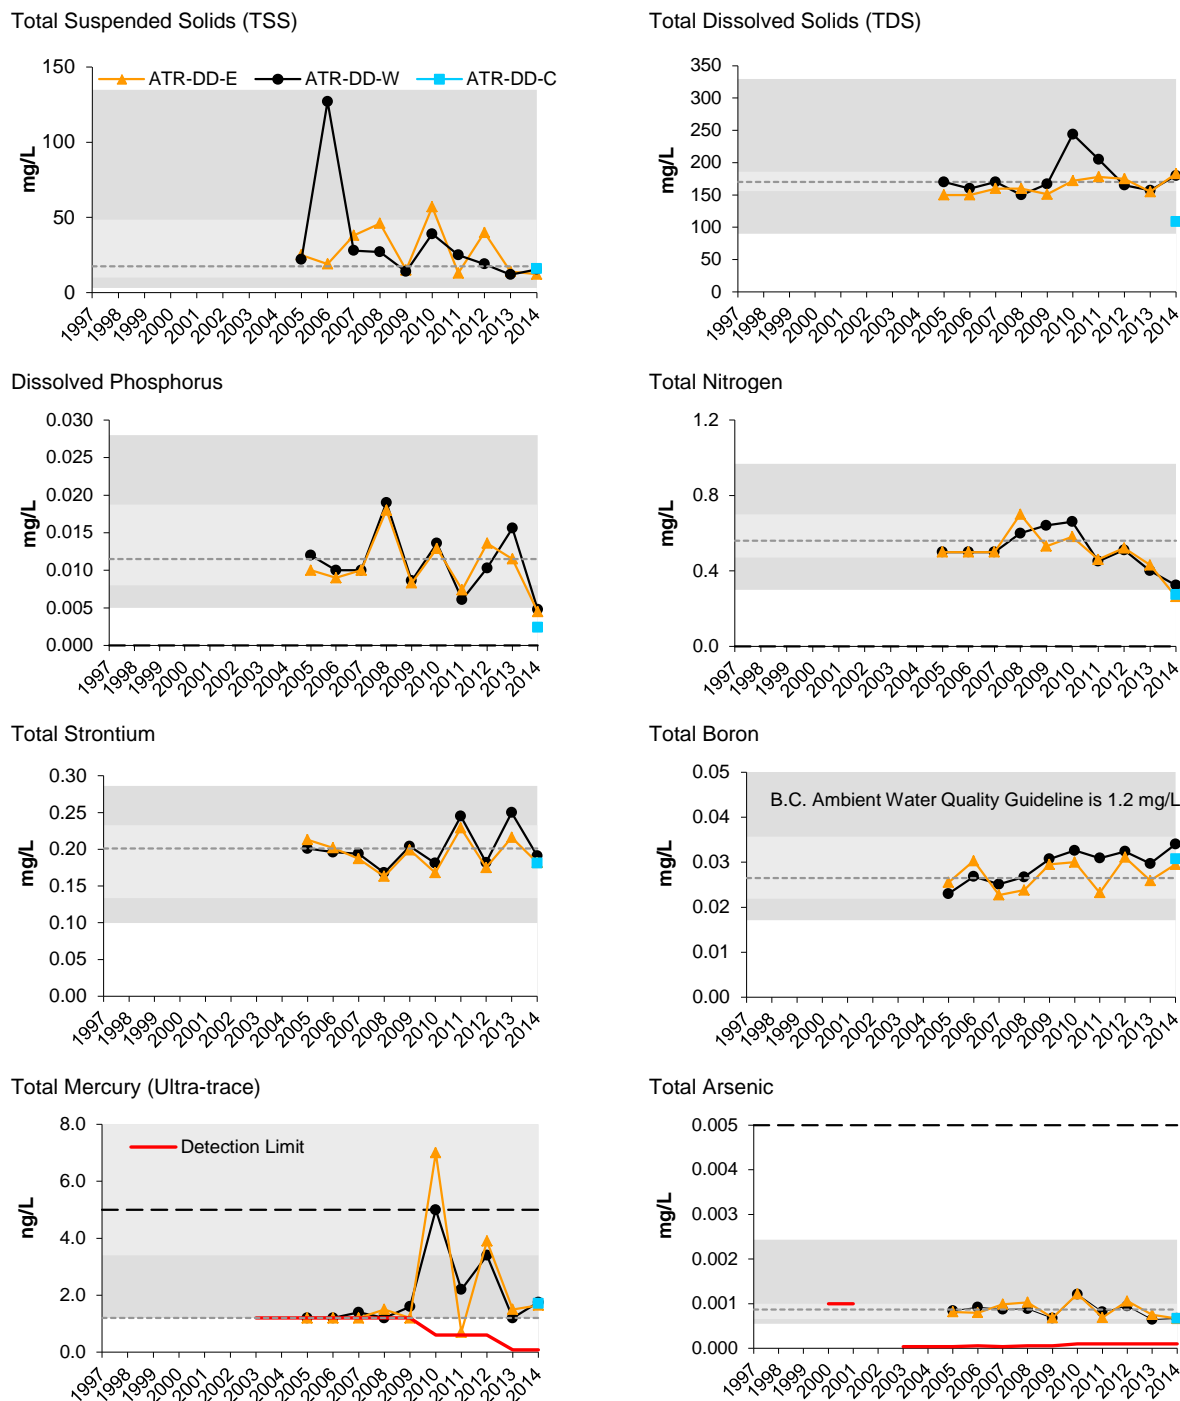 Total Suspended Solids (TSS)
150
100
50
0
mg/L
ATR-DD-E ATR-DD-W ATR-DD-C
1997 1998 1999 2000 2001 2002 2003 2004 2005 2006 2007 2008 2009 2010 2011 2012 2013 2014
Total Dissolved Solids (TDS)
350
300
250
200
150
100
50
0
mg/L
1997 1998 1999 2000 2001 2002 2003 2004 2005 2006 2007 2008 2009 2010 2011 2012 2013 2014
Dissolved Phosphorus
0.030
0.025
0.020
0.015
0.010
0.005
0.000
mg/L
1997 1998 1999 2000 2001 2002 2003 2004 2005 2006 2007 2008 2009 2010 2011 2012 2013 2014
Total Nitrogen
1.2
0.8
0.4
0.0
mg/L
1997 1998 1999 2000 2001 2002 2003 2004 2005 2006 2007 2008 2009 2010 2011 2012 2013 2014
Total Strontium
0.30
0.25
0.20
0.15
0.10
0.05
0.00
mg/L
1997 1998 1999 2000 2001 2002 2003 2004 2005 2006 2007 2008 2009 2010 2011 2012 2013 2014
Total Boron
0.05
0.04
0.03
0.02
0.01
0.00
mg/L
B.C. Ambient Water Quality Guideline is 1.2 mg/L
1997 1998 1999 2000 2001 2002 2003 2004 2005 2006 2007 2008 2009 2010 2011 2012 2013 2014
Total Mercury (Ultra-trace)
8.0
6.0
4.0
2.0
0.0
ng/L
Detection Limit
1997 1998 1999 2000 2001 2002 2003 2004 2005 2006 2007 2008 2009 2010 2011 2012 2013 2014
Total Arsenic
0.005
0.004
0.003
0.002
0.001
0.000
mg/L
1997 1998 1999 2000 2001 2002 2003 2004 2005 2006 2007 2008 2009 2010 2011 2012 2013 2014